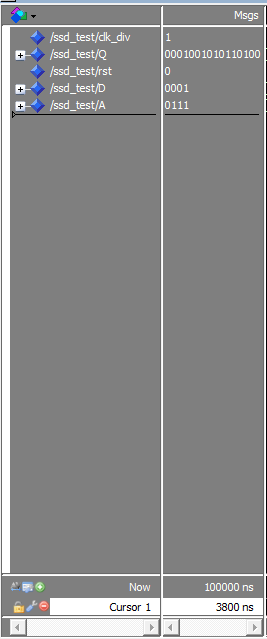 Msgs
/ssd_test/clk_div 1
/ssd_test/Q 0001001010110100
/ssd_test/rst 0
/ssd_test/D 0001
/ssd_test/A 0111
Now 100000 ns
Cursor 1 3800 ns